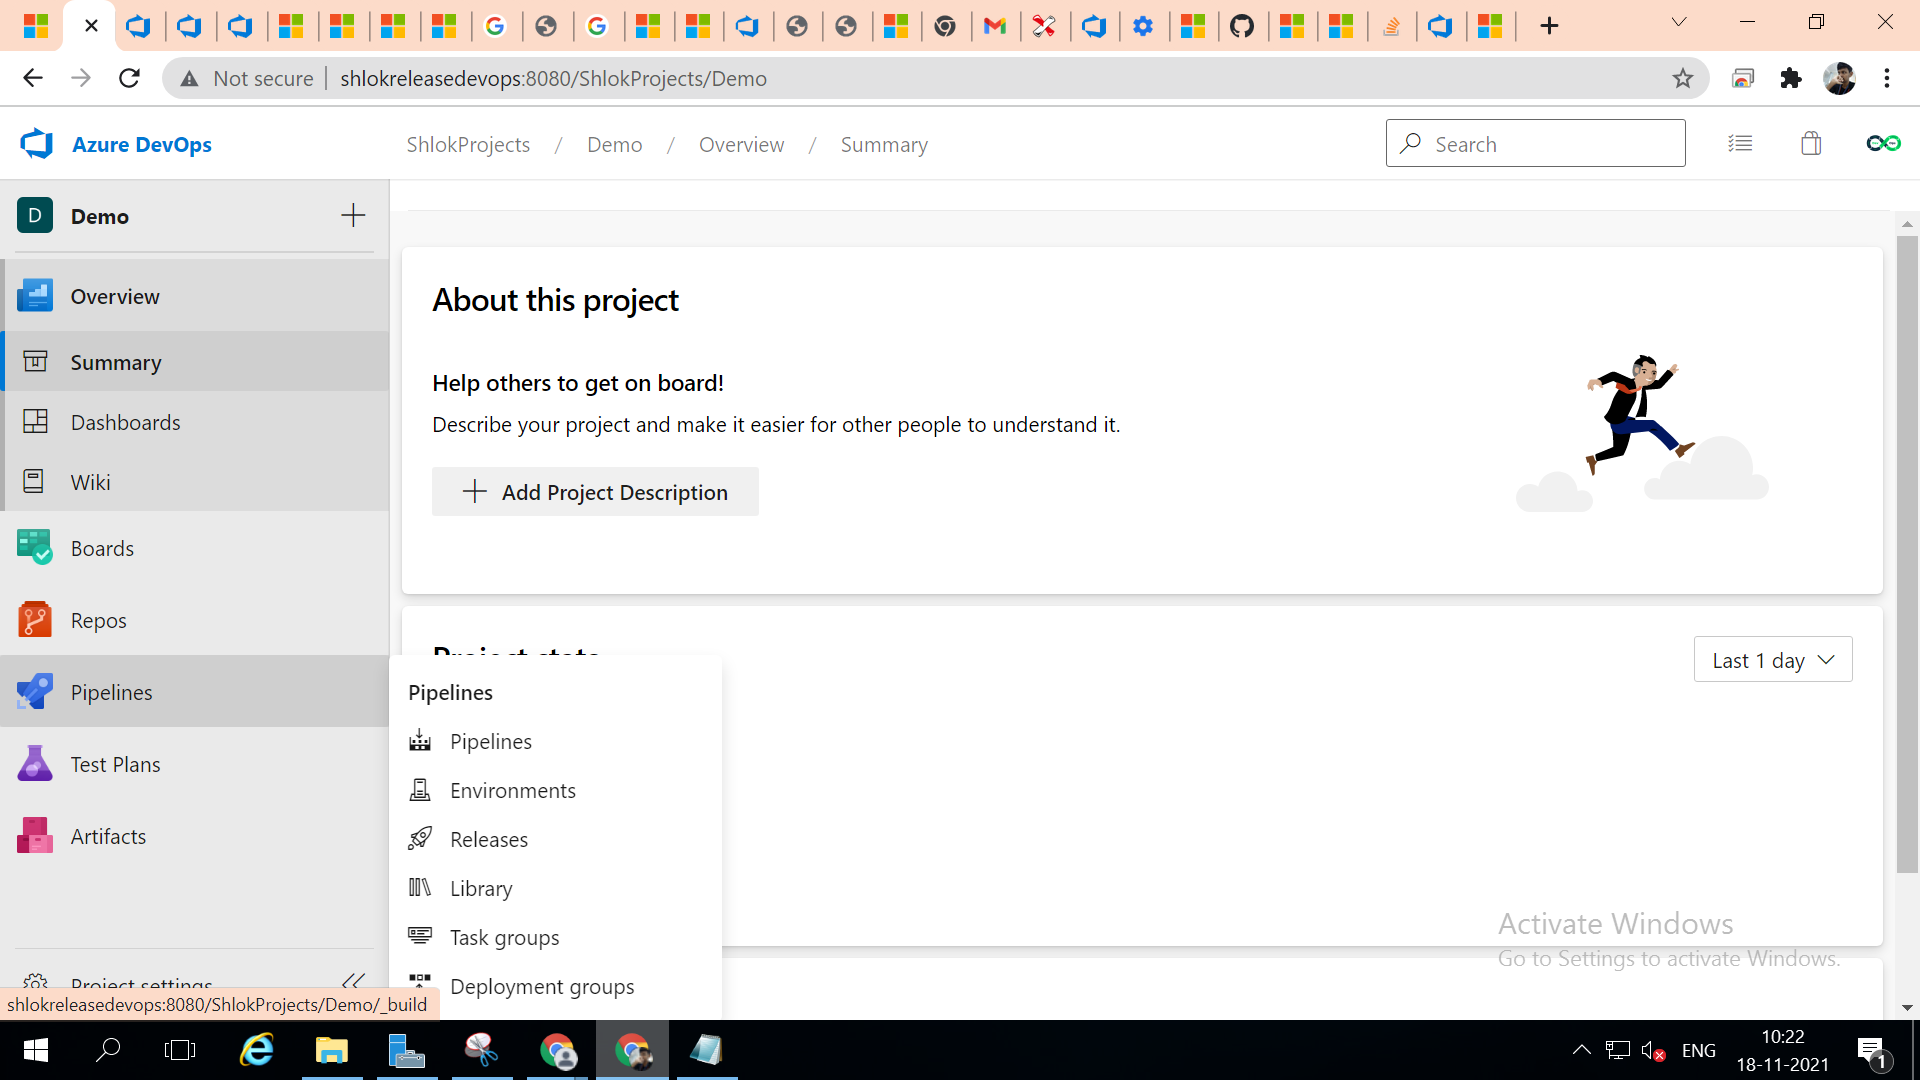 Not secure
shlokreleasedevops:8080/ShlokProjects/Demo
Azure DevOps
ShlokProjects / Demo / Overview / Summary
Search
D Demo
Overview
Summary
Dashboards
Wiki
Boards
Repos
Pipelines
Test Plans
Artifacts
Project settings
shlokreleasedevops:8080/ShlokProjects/Demo/_build
About this project
Help others to get on board!
Describe your project and make it easier for other people to understand it.
Add Project Description
Project stats
Last 1 day
Pipelines
Pipelines
Environments
Releases
Library
Task groups
Deployment groups
Activate Windows
Go to Settings to activate Windows.
ENG
10:22
18-11-2021
1